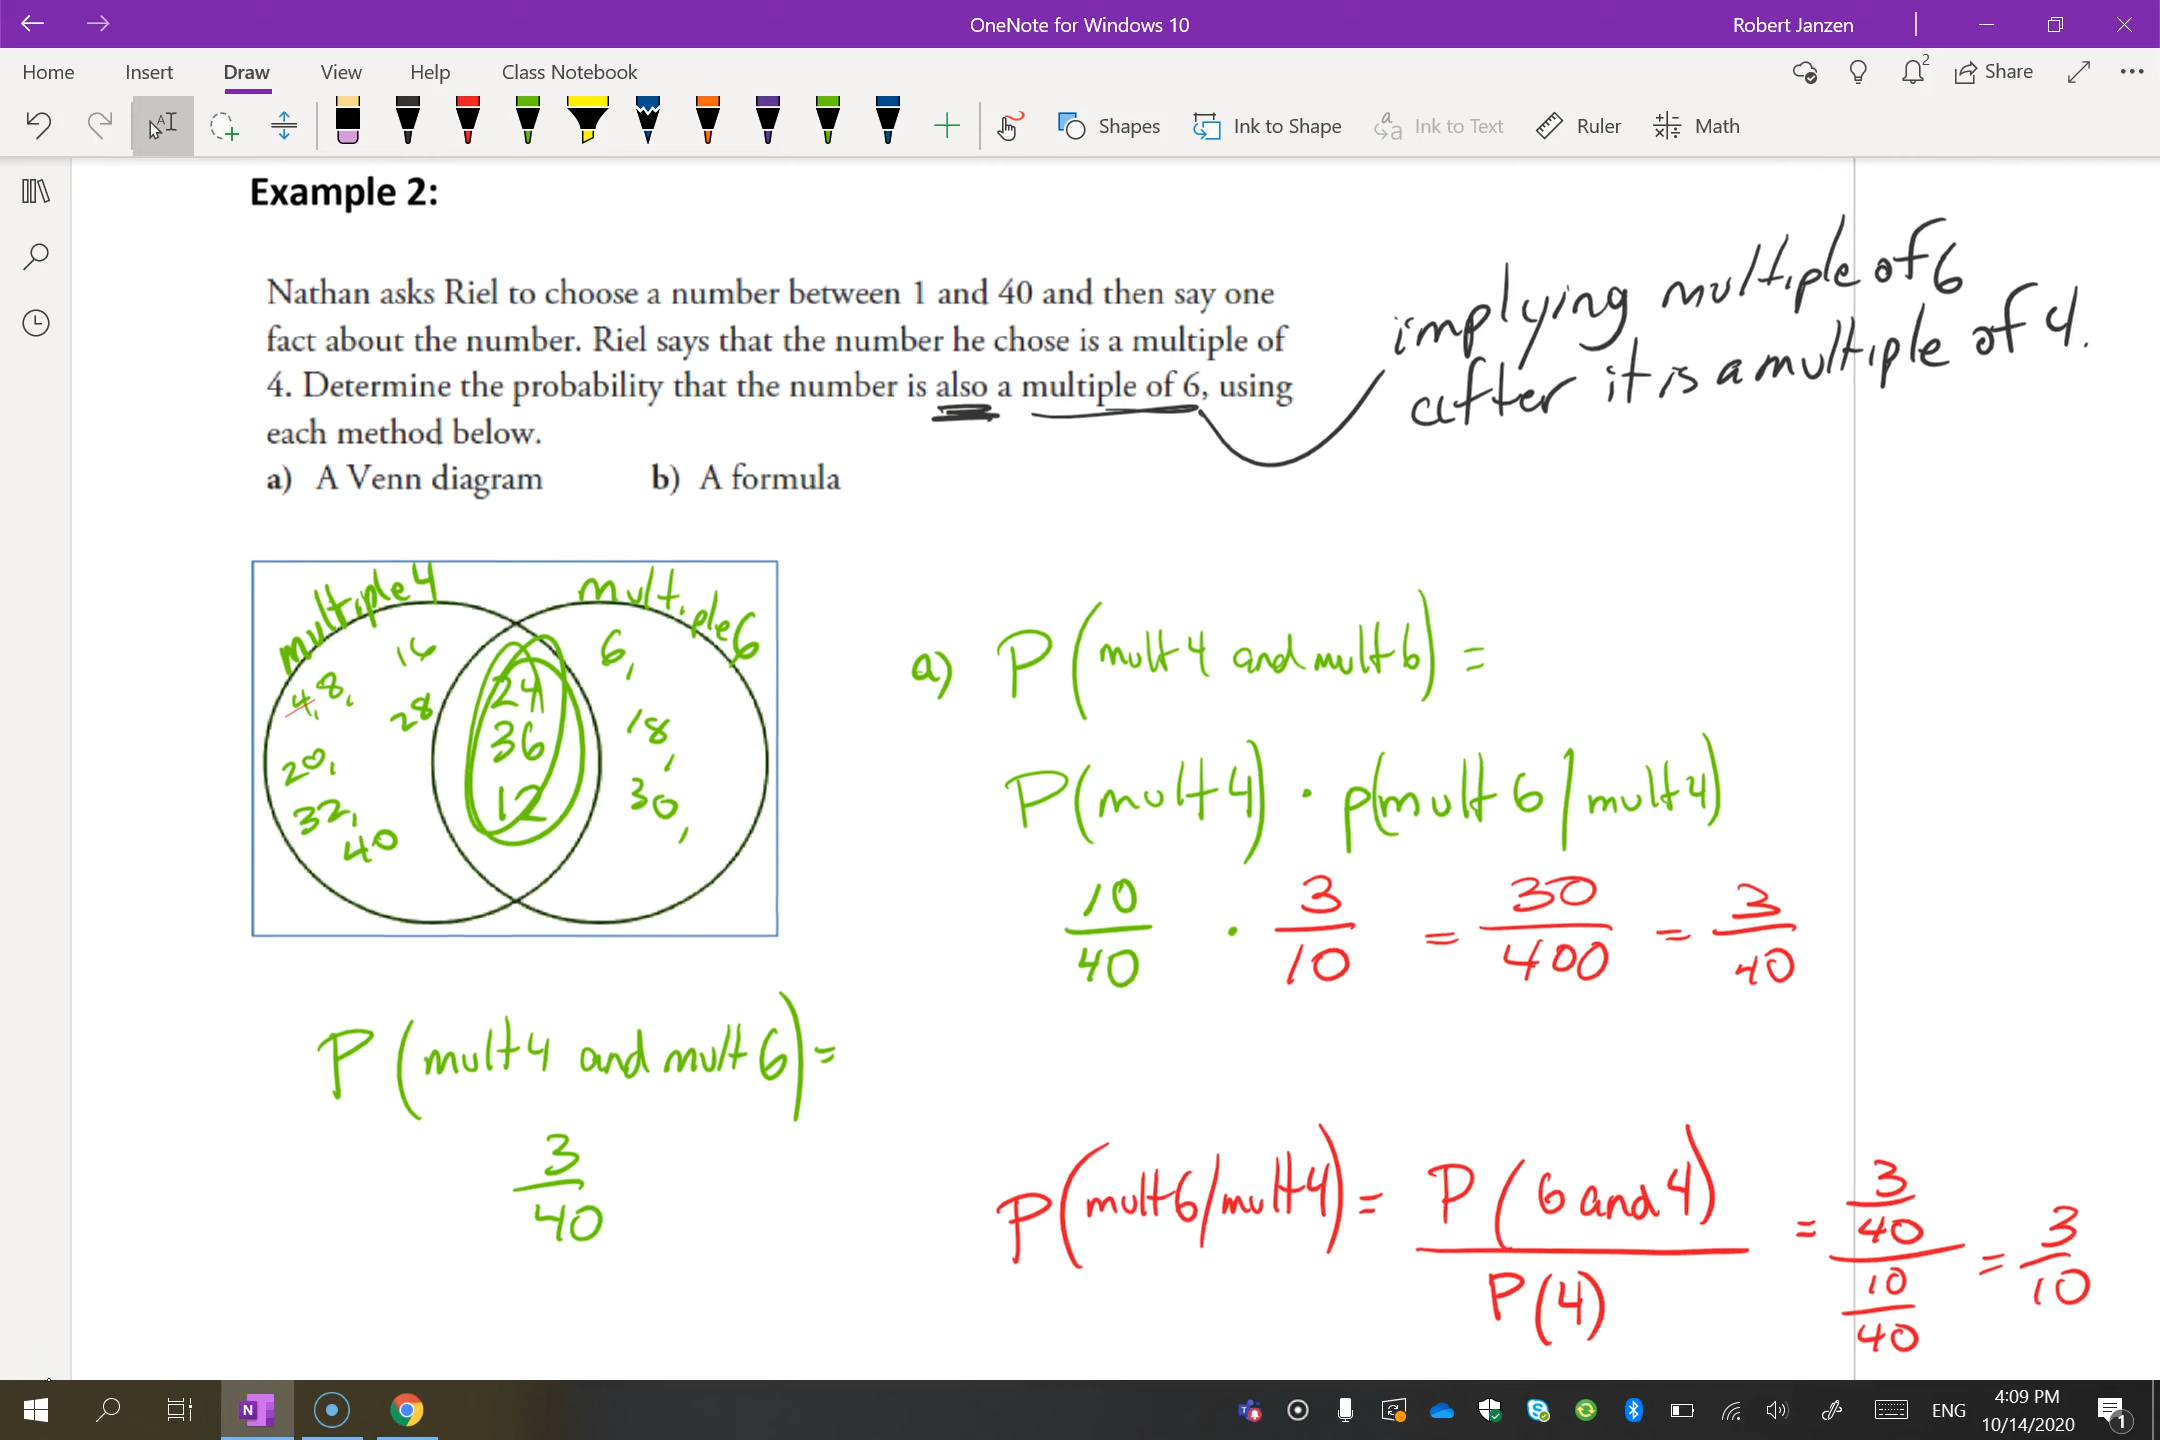 OneNote for Windows 10
Robert Janzen
Home Insert Draw View Help Class Notebook
2
Share
Shapes
Ink to Shape
Ink to Text
Ruler
Math
Example 2:
Nathan asks Riel to choose a number between 1 and 40 and then say one
fact about the number. Riel says that the number he chose is a multiple of
4. Determine the probability that the number is also a multiple of 6, using
each method below.
a) A Venn diagram b) A formula
implying multiple of 6
after it is a multiple of 4.
multiple 4
multiple 6
16
4, 8,
28
20,
32,
40
24
36
12
6,
18,
30,
a) P(mult 4 and mult 6) =
P(mult 4) · P(mult 6 / mult 4)
10/40 · 3/10 = 30/400 = 3/40
P(mult 4 and mult 6) =
3/40
P(mult 6/mult 4) = P(6 and 4)/P(4) = 3/40 / 10/40 = 3/10
ENG
4:09 PM
10/14/2020
1